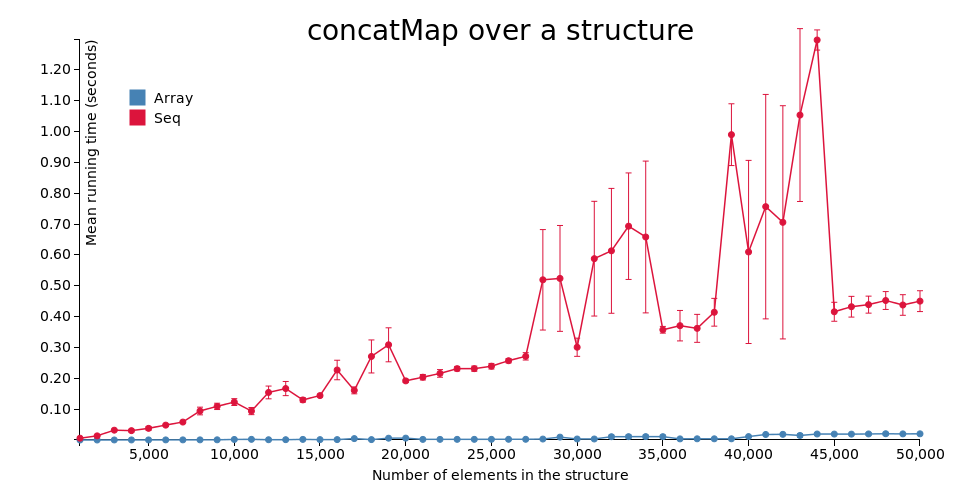 concatMap over a structure
Mean running time (seconds)
1.20
1.10
1.00
0.90
0.80
0.70
0.60
0.50
0.40
0.30
0.20
0.10
Array
Seq
5,000 10,000 15,000 20,000 25,000 30,000 35,000 40,000 45,000 50,000
Number of elements in the structure